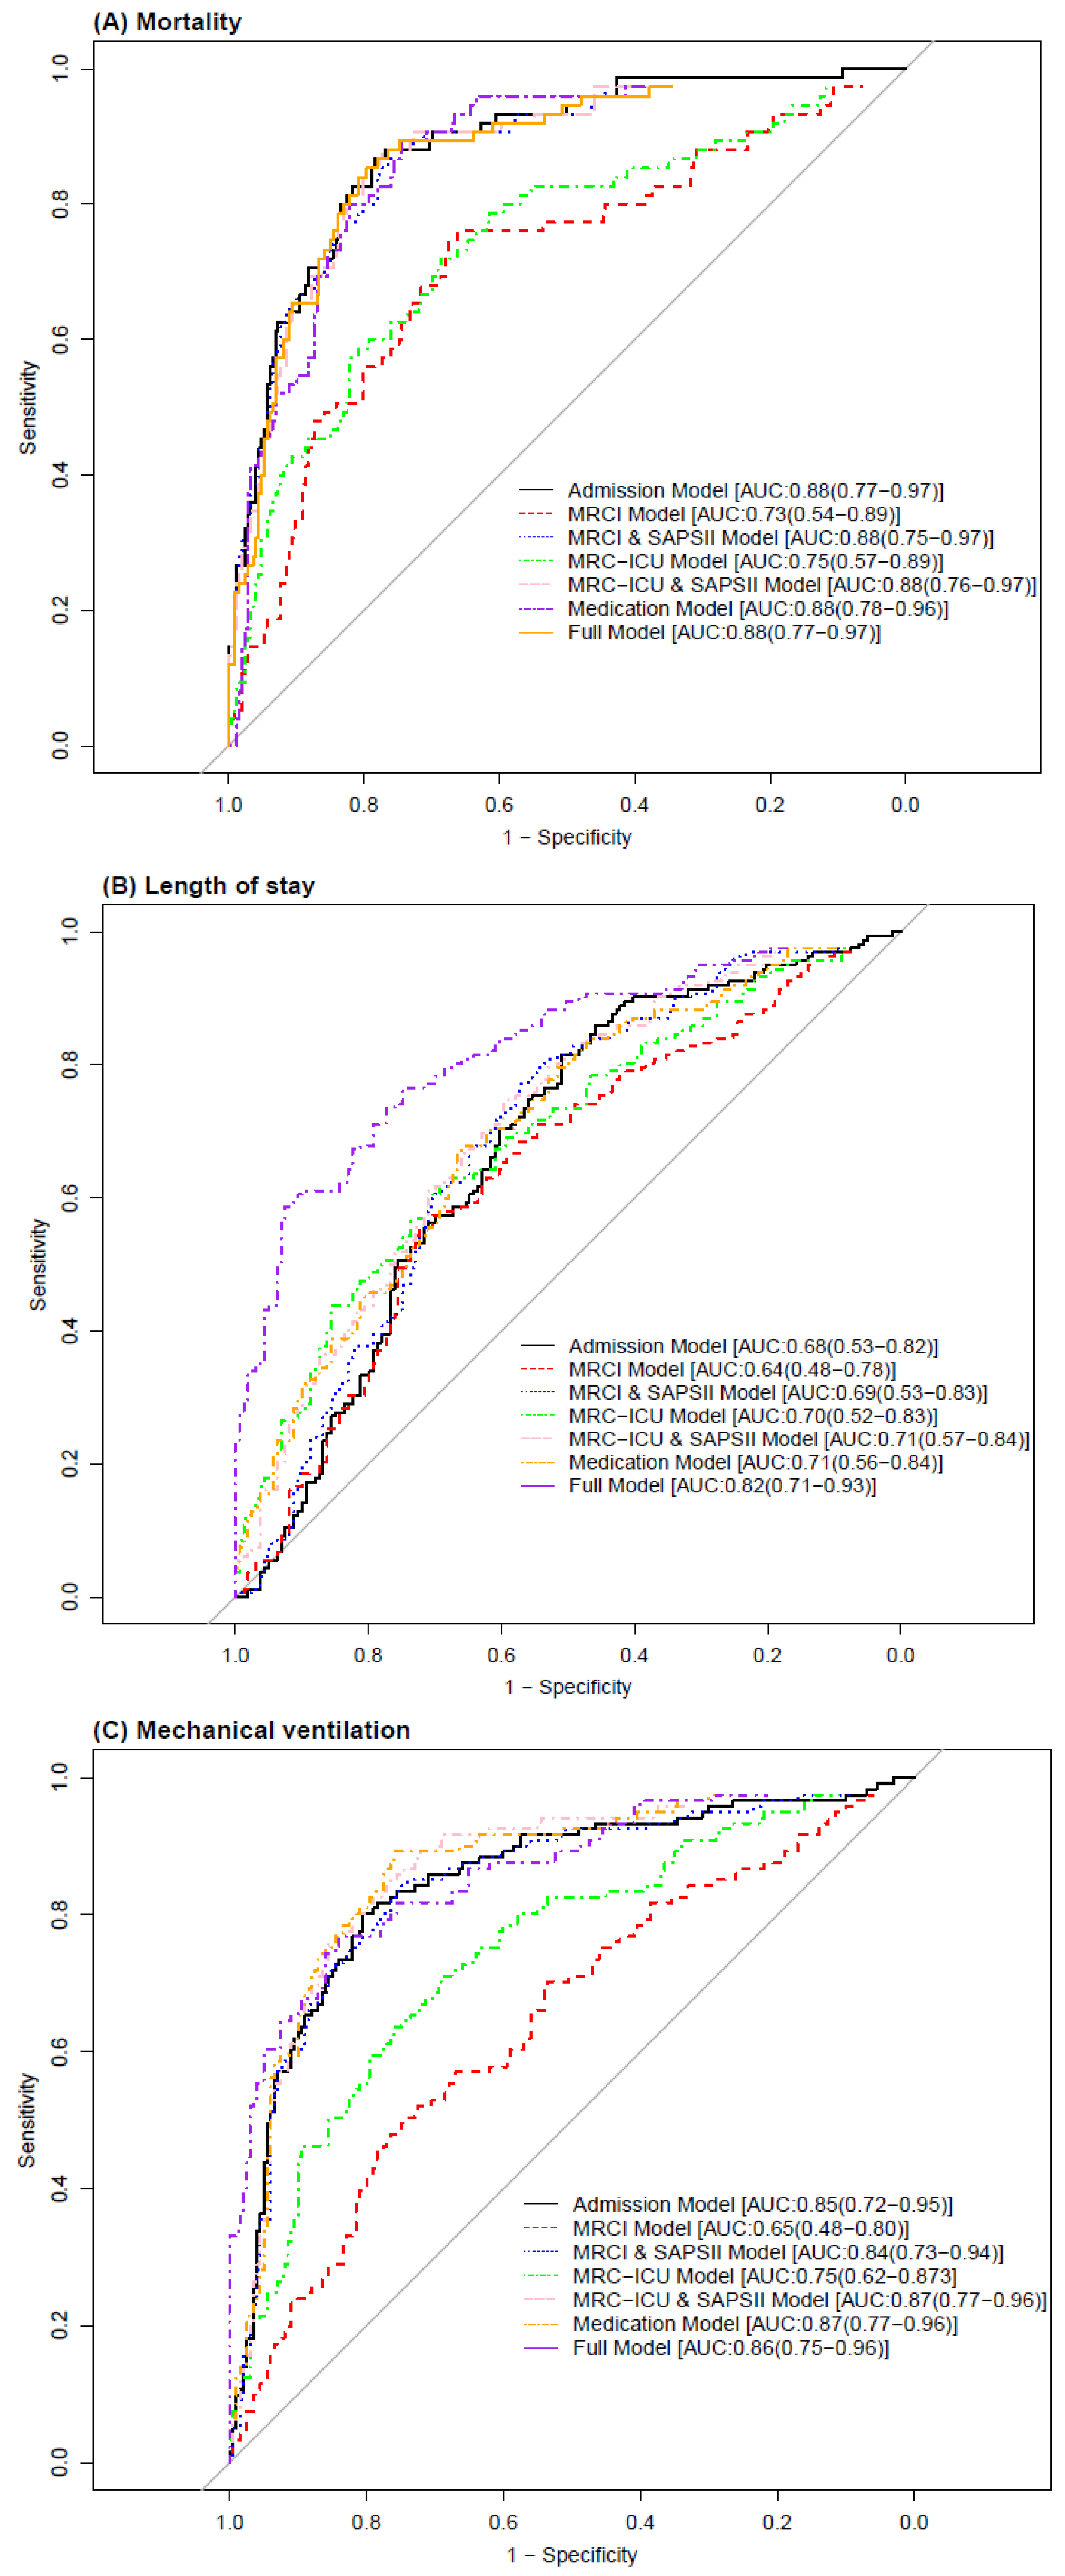 (A) Mortality
1.0
0.8
0.6
0.4
0.2
0.0
Sensitivity
Admission Model [AUC:0.88(0.77−0.97)]
MRCI Model [AUC:0.73(0.54−0.89)]
MRCI & SAPSII Model [AUC:0.88(0.75−0.97)]
MRC−ICU Model [AUC:0.75(0.57−0.89)]
MRC−ICU & SAPSII Model [AUC:0.88(0.76−0.97)]
Medication Model [AUC:0.88(0.78−0.96)]
Full Model [AUC:0.88(0.77−0.97)]
1.0 0.8 0.6 0.4 0.2 0.0
1 − Specificity
(B) Length of stay
1.0
0.8
0.6
0.4
0.2
0.0
Sensitivity
Admission Model [AUC:0.68(0.53−0.82)]
MRCI Model [AUC:0.64(0.48−0.78)]
MRCI & SAPSII Model [AUC:0.69(0.53−0.83)]
MRC−ICU Model [AUC:0.70(0.52−0.83)]
MRC−ICU & SAPSII Model [AUC:0.71(0.57−0.84)]
Medication Model [AUC:0.71(0.56−0.84)]
Full Model [AUC:0.82(0.71−0.93)]
1.0 0.8 0.6 0.4 0.2 0.0
1 − Specificity
(C) Mechanical ventilation
1.0
0.8
0.6
0.4
0.2
0.0
Sensitivity
Admission Model [AUC:0.85(0.72−0.95)]
MRCI Model [AUC:0.65(0.48−0.80)]
MRCI & SAPSII Model [AUC:0.84(0.73−0.94)]
MRC−ICU Model [AUC:0.75(0.62−0.873]
MRC−ICU & SAPSII Model [AUC:0.87(0.77−0.96)]
Medication Model [AUC:0.87(0.77−0.96)]
Full Model [AUC:0.86(0.75−0.96)]
1.0 0.8 0.6 0.4 0.2 0.0
1 − Specificity